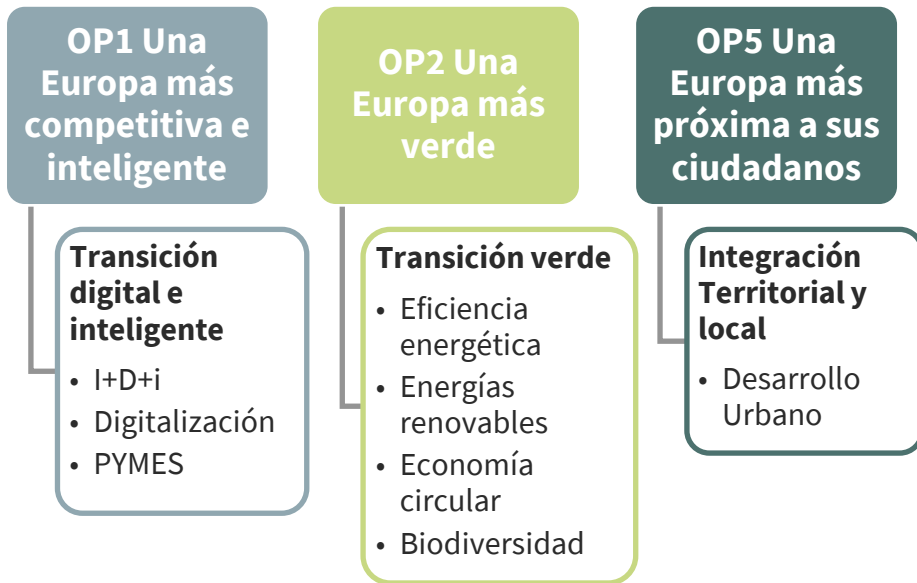 OP1 Una
Europa más
competitiva e
inteligente
Transición
digital e
inteligente
• I+D+i
• Digitalización
• PYMES
OP2 Una
Europa más
verde
Transición verde
• Eficiencia
energética
• Energías
renovables
• Economía
circular
• Biodiversidad
OP5 Una
Europa más
próxima a sus
ciudadanos
Integración
Territorial y
local
• Desarrollo
Urbano